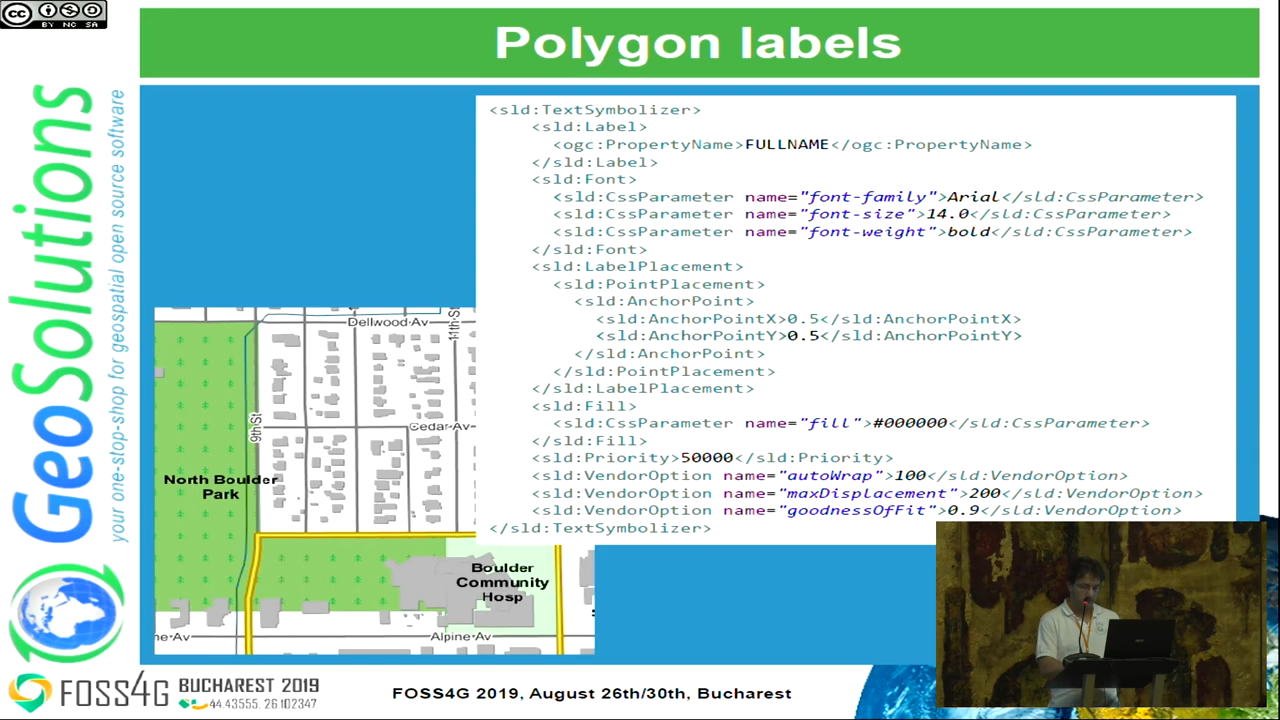 CC
BY NC SA
Polygon labels
GeoSolutions
your one-stop-shop for geospatial open source software
<sld:TextSymbolizer>
<sld:Label>
<ogc:PropertyName>FULLNAME</ogc:PropertyName>
</sld:Label>
<sld:Font>
<sld:CssParameter name="font-family">Arial</sld:CssParameter>
<sld:CssParameter name="font-size">14.0</sld:CssParameter>
<sld:CssParameter name="font-weight">bold</sld:CssParameter>
</sld:Font>
<sld:LabelPlacement>
<sld:PointPlacement>
<sld:AnchorPoint>
<sld:AnchorPointX>0.5</sld:AnchorPointX>
<sld:AnchorPointY>0.5</sld:AnchorPointY>
</sld:AnchorPoint>
</sld:PointPlacement>
</sld:LabelPlacement>
<sld:Fill>
<sld:CssParameter name="fill">#000000</sld:CssParameter>
</sld:Fill>
<sld:Priority>50000</sld:Priority>
<sld:VendorOption name="autoWrap">100</sld:VendorOption>
<sld:VendorOption name="maxDisplacement">200</sld:VendorOption>
<sld:VendorOption name="goodnessOfFit">0.9</sld:VendorOption>
</sld:TextSymbolizer>
Dellwood Av
11th St
9th St
Cedar Av
North Boulder
Park
Boulder
Community
Hosp
ne Av
Alpine Av
FOSS4G BUCHAREST 2019
44.43555, 26.102347
FOSS4G 2019, August 26th/30th, Bucharest